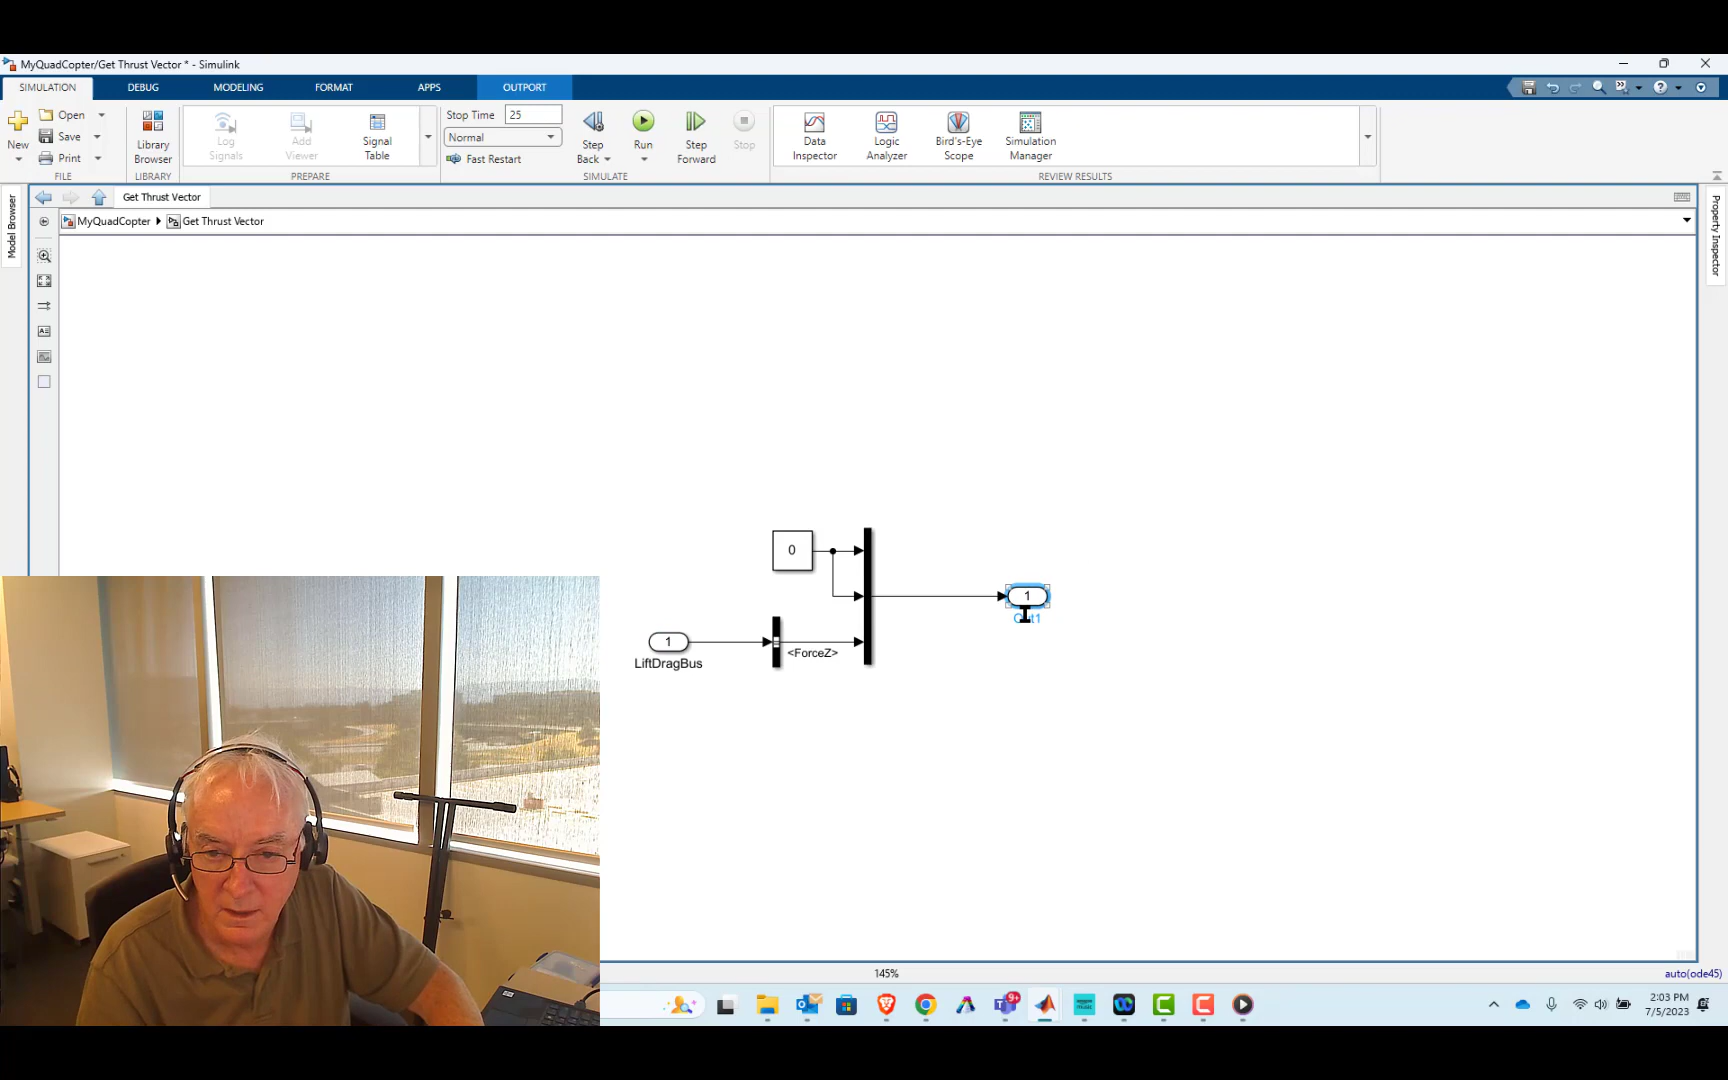 MyQuadCopter/Get Thrust Vector * - Simulink
SIMULATION DEBUG MODELING FORMAT APPS OUTPORT
New
Open
Save
Print
FILE
Library Browser
LIBRARY
Log Signals
Add Viewer
Signal Table
PREPARE
Stop Time 25
Normal
Fast Restart
Step Back
Run
Step Forward
Stop
SIMULATE
Data Inspector
Logic Analyzer
Bird's-Eye Scope
Simulation Manager
REVIEW RESULTS
Model Browser
Property Inspector
Get Thrust Vector
MyQuadCopter Get Thrust Vector
0
1
1
LiftDragBus
<ForceZ>
145%
auto(ode45)
9+
2:03 PM
7/5/2023